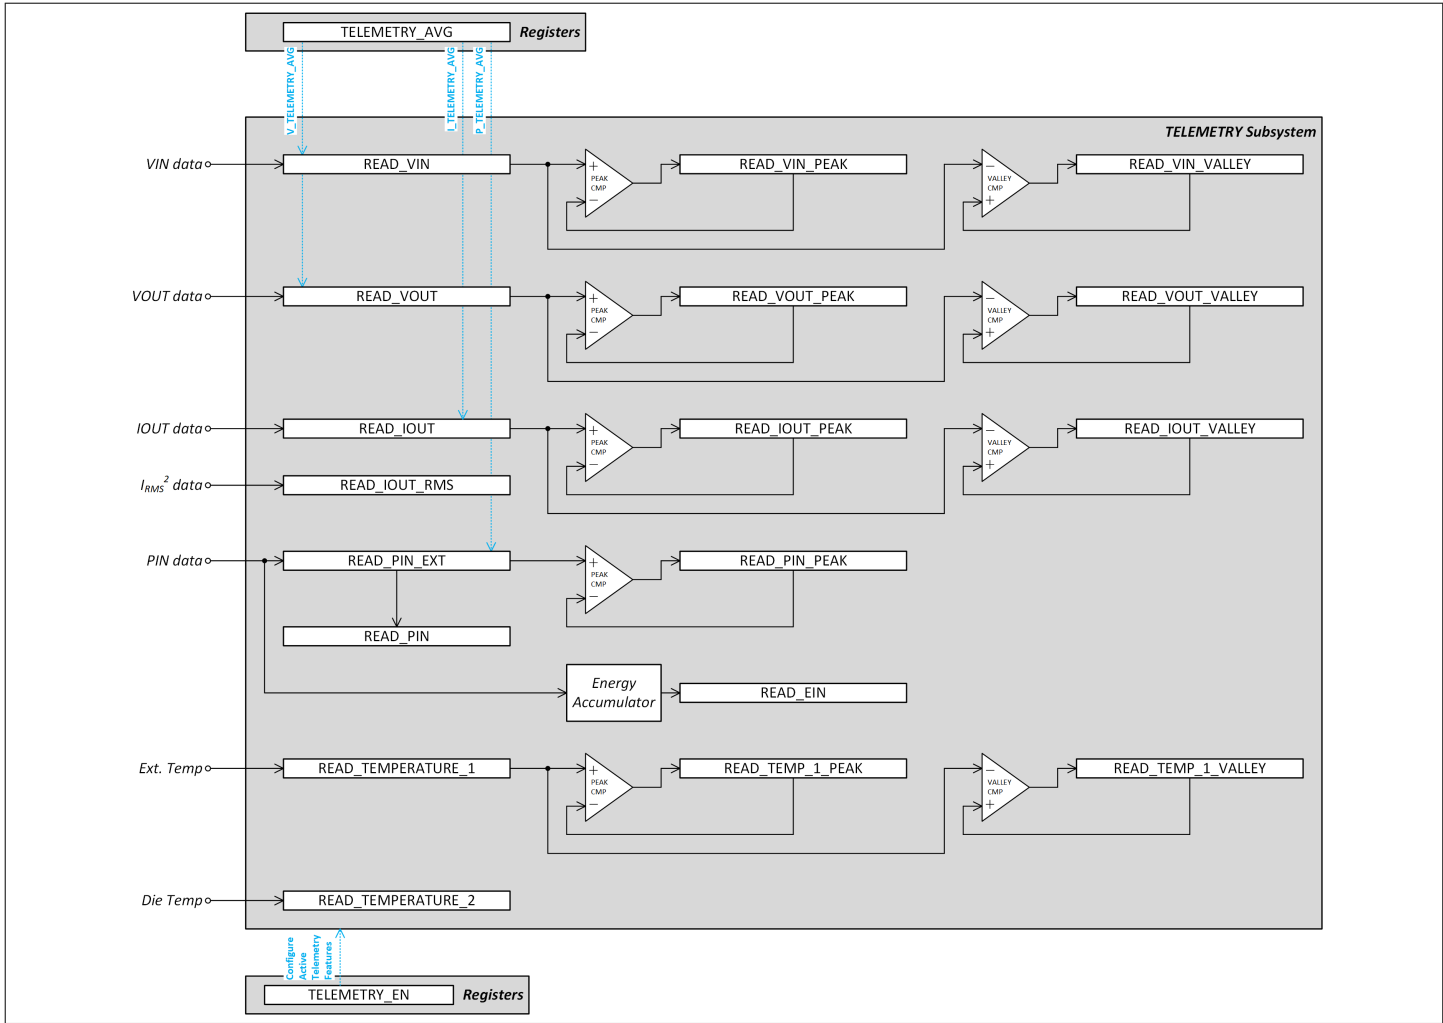 TELEMETRY_AVG
Registers
V_TELEMETRY_AVG
I_TELEMETRY_AVG
P_TELEMETRY_AVG
TELEMETRY Subsystem
VIN data
READ_VIN
+
PEAK
CMP
−
READ_VIN_PEAK
−
VALLEY
CMP
+
READ_VIN_VALLEY
VOUT data
READ_VOUT
+
PEAK
CMP
−
READ_VOUT_PEAK
−
VALLEY
CMP
+
READ_VOUT_VALLEY
IOUT data
READ_IOUT
+
PEAK
CMP
−
READ_IOUT_PEAK
−
VALLEY
CMP
+
READ_IOUT_VALLEY
IRMS² data
READ_IOUT_RMS
PIN data
READ_PIN_EXT
+
PEAK
CMP
−
READ_PIN_PEAK
READ_PIN
Energy
Accumulator
READ_EIN
Ext. Temp
READ_TEMPERATURE_1
+
PEAK
CMP
−
READ_TEMP_1_PEAK
−
VALLEY
CMP
+
READ_TEMP_1_VALLEY
Die Temp
READ_TEMPERATURE_2
Configure
Active
Telemetry
Features
TELEMETRY_EN
Registers